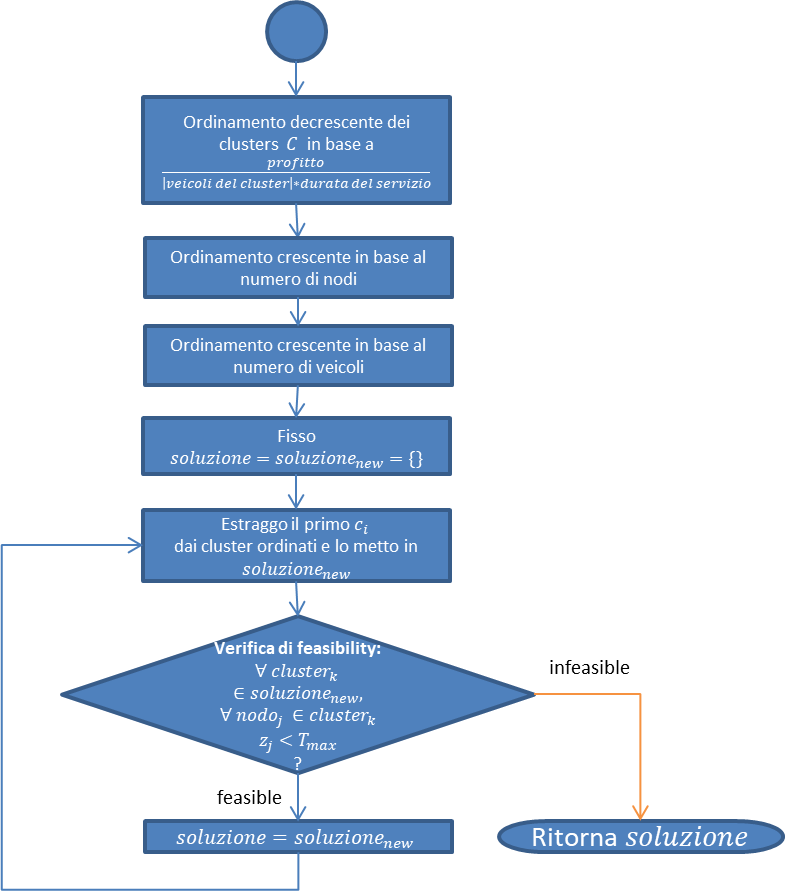 Ordinamento decrescente dei
clusters C in base a
profitto
|veicoli del cluster|∗durata del servizio
Ordinamento crescente in base al
numero di nodi
Ordinamento crescente in base al
numero di veicoli
Fisso
soluzione = soluzione_new = {}
Estraggo il primo c_i
dai cluster ordinati e lo metto in
soluzione_new
Verifica di feasibility:
∀ cluster_k
∈ soluzione_new,
∀ nodo_j ∈ cluster_k
z_j < T_max
?
infeasible
feasible
soluzione = soluzione_new
Ritorna soluzione